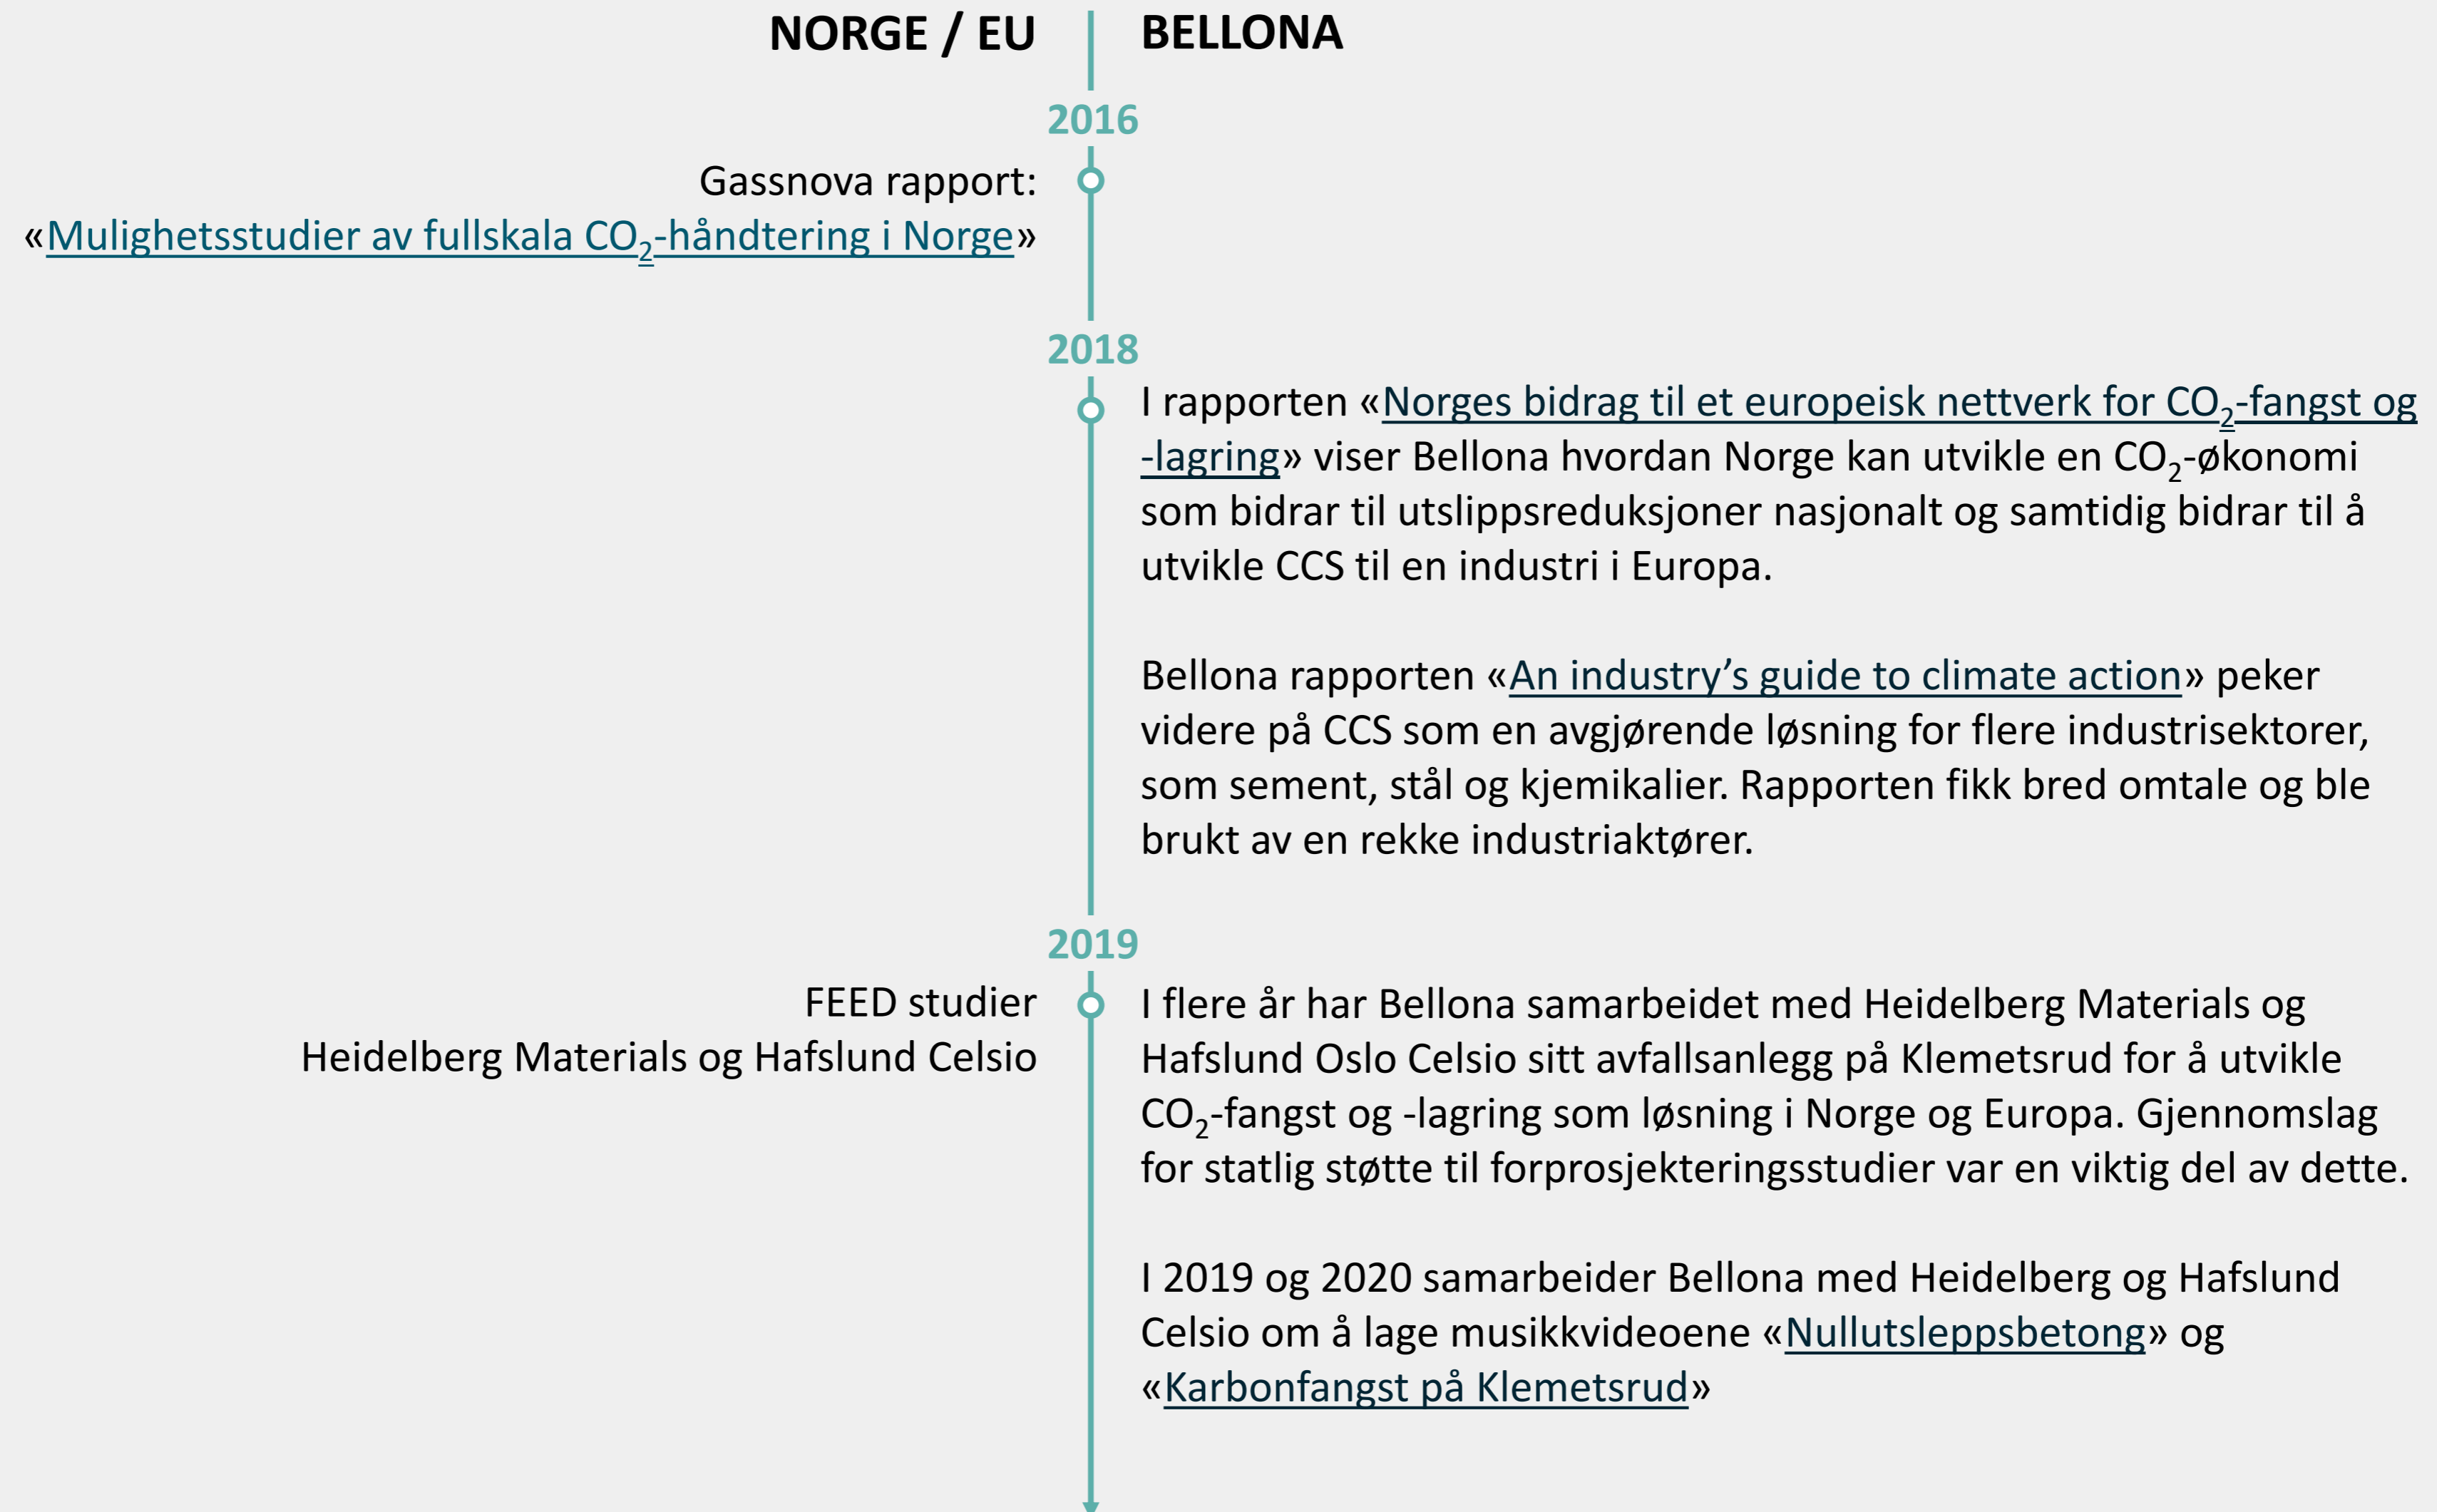 NORGE / EU
BELLONA
2016
Gassnova rapport:
«Mulighetsstudier av fullskala CO₂-håndtering i Norge»
2018
I rapporten «Norges bidrag til et europeisk nettverk for CO₂-fangst og
-lagring» viser Bellona hvordan Norge kan utvikle en CO₂-økonomi
som bidrar til utslippsreduksjoner nasjonalt og samtidig bidrar til å
utvikle CCS til en industri i Europa.
Bellona rapporten «An industry’s guide to climate action» peker
videre på CCS som en avgjørende løsning for flere industrisektorer,
som sement, stål og kjemikalier. Rapporten fikk bred omtale og ble
brukt av en rekke industriaktører.
2019
FEED studier
Heidelberg Materials og Hafslund Celsio
I flere år har Bellona samarbeidet med Heidelberg Materials og
Hafslund Oslo Celsio sitt avfallsanlegg på Klemetsrud for å utvikle
CO₂-fangst og -lagring som løsning i Norge og Europa. Gjennomslag
for statlig støtte til forprosjekteringsstudier var en viktig del av dette.
I 2019 og 2020 samarbeider Bellona med Heidelberg og Hafslund
Celsio om å lage musikkvideoene «Nullutsleppsbetong» og
«Karbonfangst på Klemetsrud»